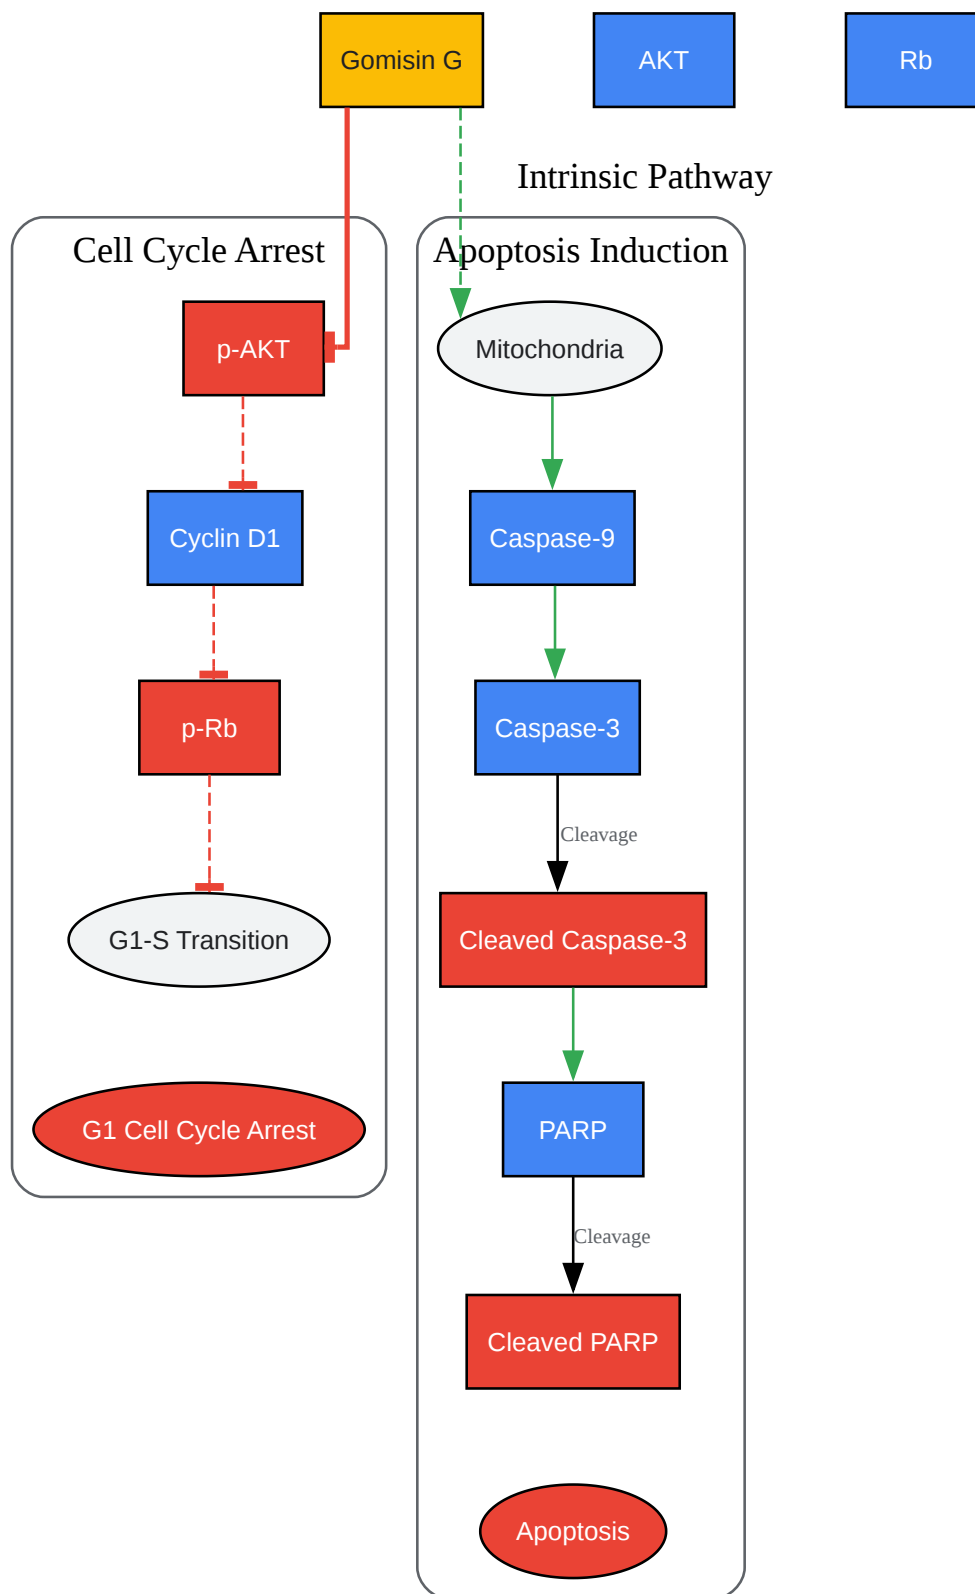 Gomisin G
AKT
Rb
Intrinsic Pathway
Cell Cycle Arrest
p-AKT
Cyclin D1
p-Rb
G1-S Transition
G1 Cell Cycle Arrest
Apoptosis Induction
Mitochondria
Caspase-9
Caspase-3
Cleavage
Cleaved Caspase-3
PARP
Cleavage
Cleaved PARP
Apoptosis